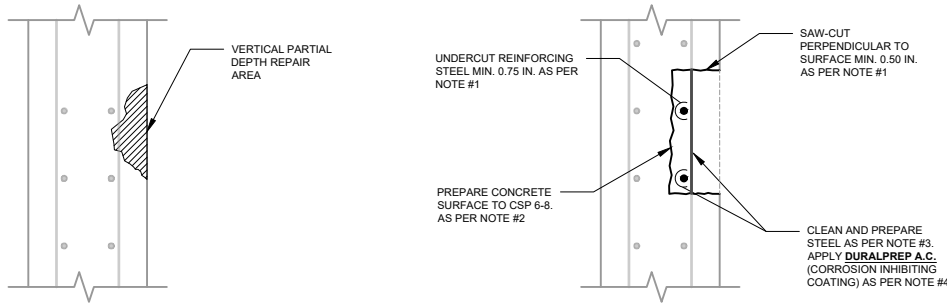 VERTICAL PARTIAL
DEPTH REPAIR
AREA
UNDERCUT REINFORCING
STEEL MIN. 0.75 IN. AS PER
NOTE #1
SAW-CUT
PERPENDICULAR TO
SURFACE MIN. 0.50 IN.
AS PER NOTE #1
PREPARE CONCRETE
SURFACE TO CSP 6-8.
AS PER NOTE #2
CLEAN AND PREPARE
STEEL AS PER NOTE #3.
APPLY DURALPREP A.C.
(CORROSION INHIBITING
COATING) AS PER NOTE #4